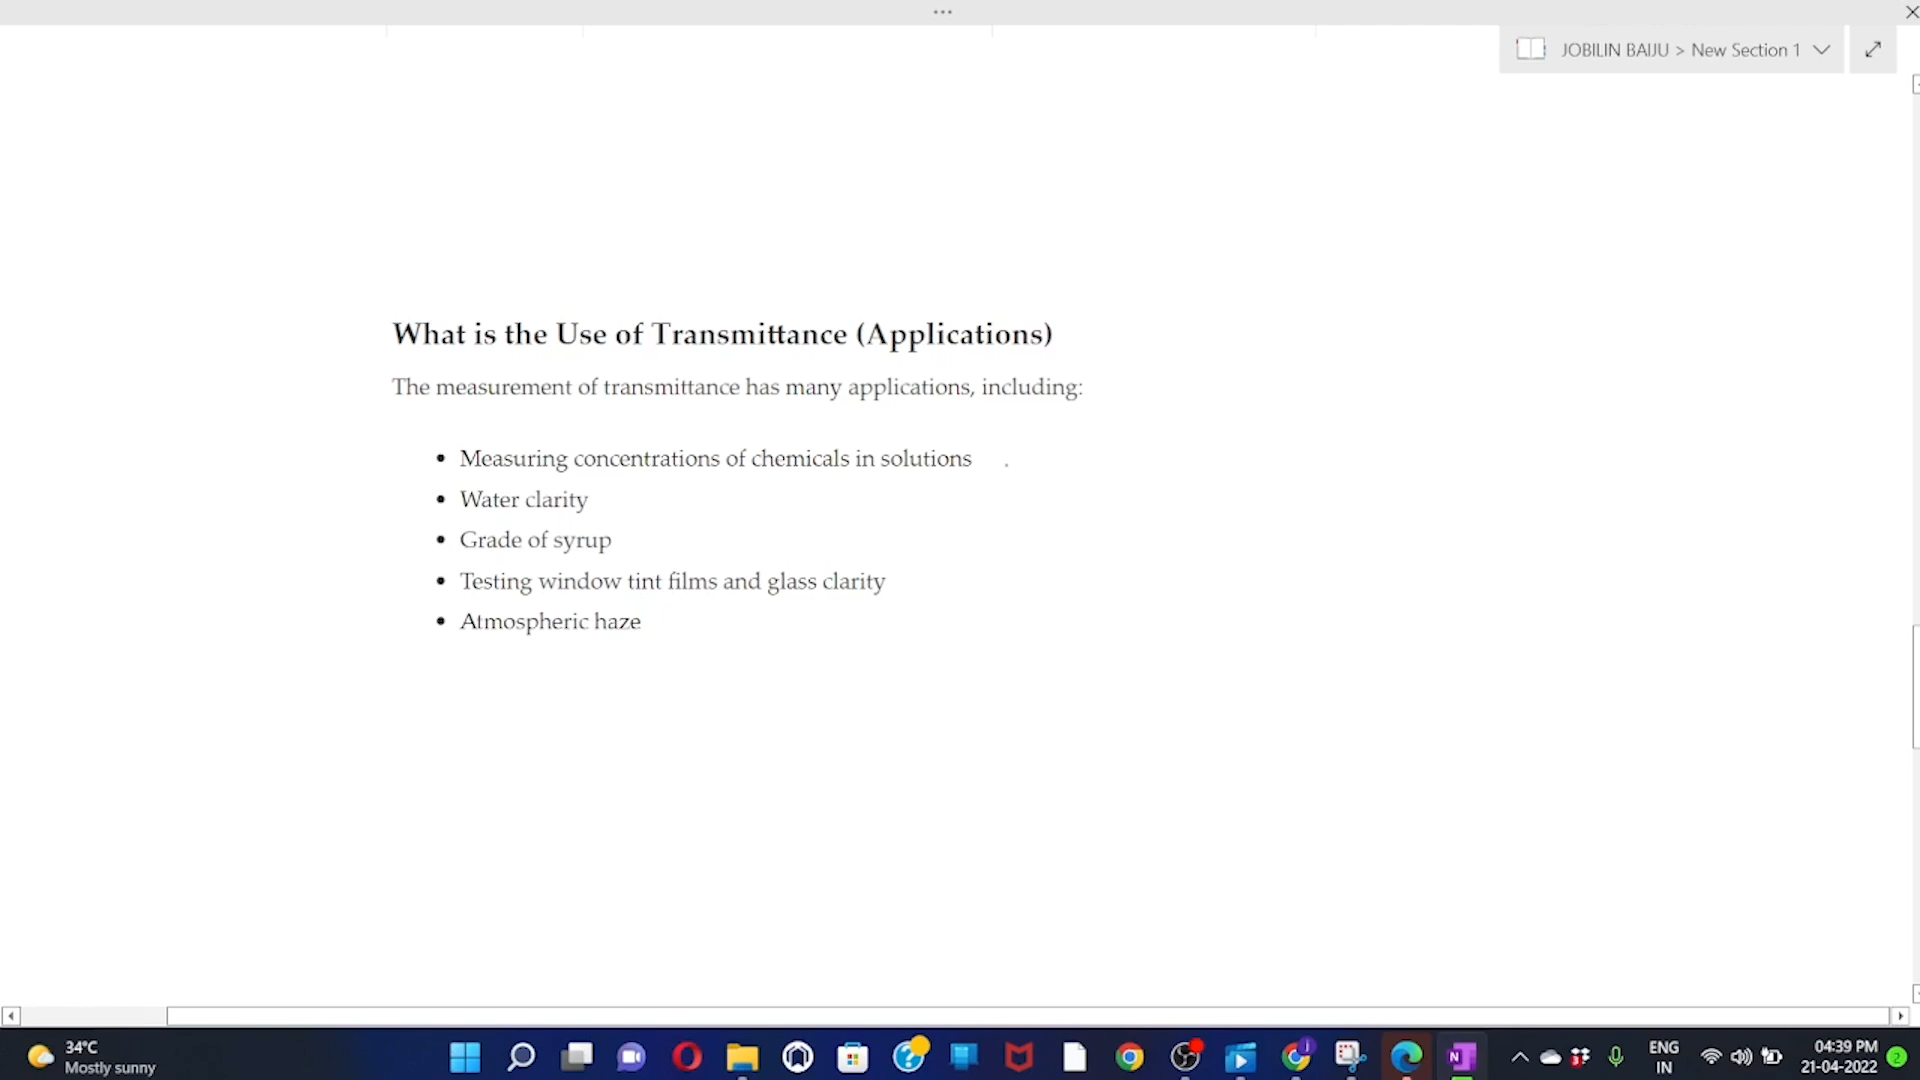 JOBILIN BAIJU > New Section 1
What is the Use of Transmittance (Applications)
The measurement of transmittance has many applications, including:
• Measuring concentrations of chemicals in solutions
• Water clarity
• Grade of syrup
• Testing window tint films and glass clarity
• Atmospheric haze
34°C
Mostly sunny
ENG
IN
04:39 PM
21-04-2022
2